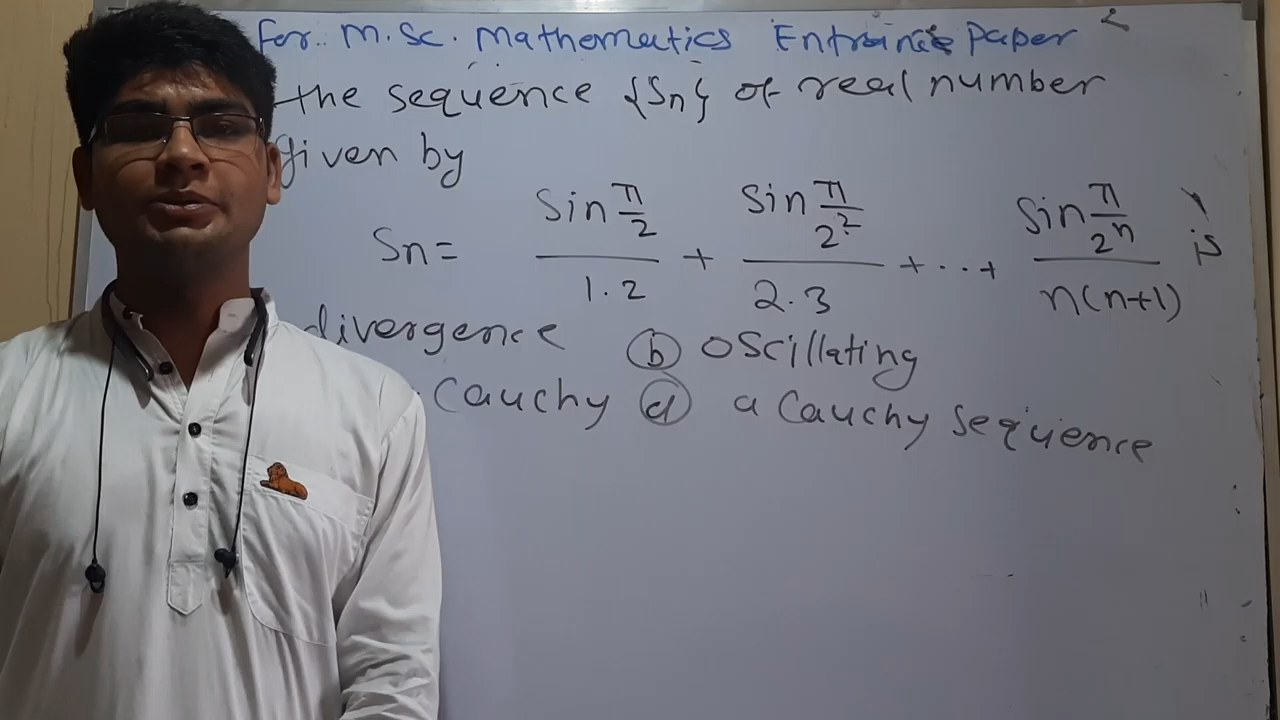 For.. M.Sc. Mathematics Entrance Paper
the sequence {Sn} of real number
given by
Sn = Sin π/2 / 1.2 + Sin π/2² / 2.3 + ... + Sin π/2ⁿ / n(n+1) is
divergence (b) Oscillating
Cauchy (d) a Cauchy sequence